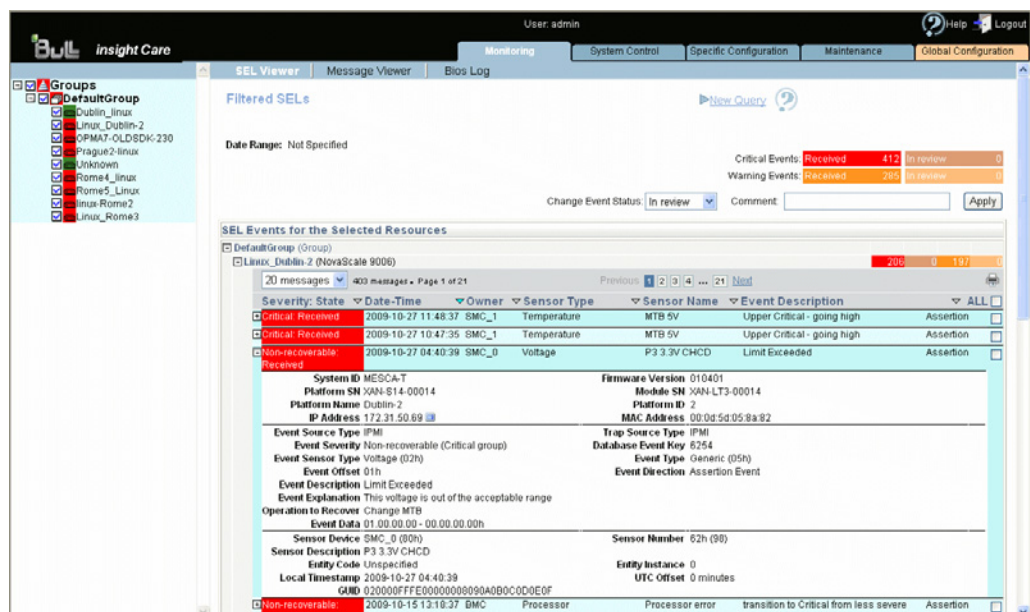 User: admin
Help Logout
Bull insight Care
Monitoring System Control Specific Configuration Maintenance Global Configuration
SEL Viewer Message Viewer Bios Log
Groups
DefaultGroup
Dublin_linux
Linux_Dublin-2
OPMA7-OLDSDK-230
Prague2-linux
Unknown
Rome4_linux
Rome5_Linux
linux-Rome2
Linux_Rome3
Filtered SELs
New Query
Date Range: Not Specified
Critical Events: Received 412 In review 0
Warning Events: Received 285 In review 0
Change Event Status: In review Comment: Apply
SEL Events for the Selected Resources
DefaultGroup (Group)
Linux_Dublin-2 (NovaScale 9006) 206 0 197 0
20 messages 403 messages. Page 1 of 21 Previous 1 2 3 4 ... 21 Next
Severity: State Date-Time Owner Sensor Type Sensor Name Event Description ALL
Critical: Received 2009-10-27 11:48:37 SMC_1 Temperature MTB 5V Upper Critical - going high Assertion
Critical: Received 2009-10-27 10:47:35 SMC_1 Temperature MTB 5V Upper Critical - going high Assertion
Non-recoverable: Received 2009-10-27 04:40:39 SMC_0 Voltage P3 3.3V CHCD Limit Exceeded Assertion
System ID MESCA-T Firmware Version 010401
Platform SN XAN-S14-00014 Module SN XAN-LT3-00014
Platform Name Dublin-2 Platform ID 2
IP Address 172.31.50.69 MAC Address 00:0d:5d:05:8a:82
Event Source Type IPMI Trap Source Type IPMI
Event Severity Non-recoverable (Critical group) Database Event Key 6254
Event Sensor Type Voltage (02h) Event Type Generic (05h)
Event Offset 01h Event Direction Assertion Event
Event Description Limit Exceeded
Event Explanation This voltage is out of the acceptable range
Operation to Recover Change MTB
Event Data 01.00.00.00 - 00.00.00.00h
Sensor Device SMC_0 (80h) Sensor Number 62h (98)
Sensor Description P3 3.3V CHCD
Entity Code Unspecified Entity Instance 0
Local Timestamp 2009-10-27 04:40:39 UTC Offset 0 minutes
GUID 020000FFFE00000008090A0B0C0D0E0F
Non-recoverable: 2009-10-15 13:18:37 BMC Processor Processor error transition to Critical from less severe Assertion